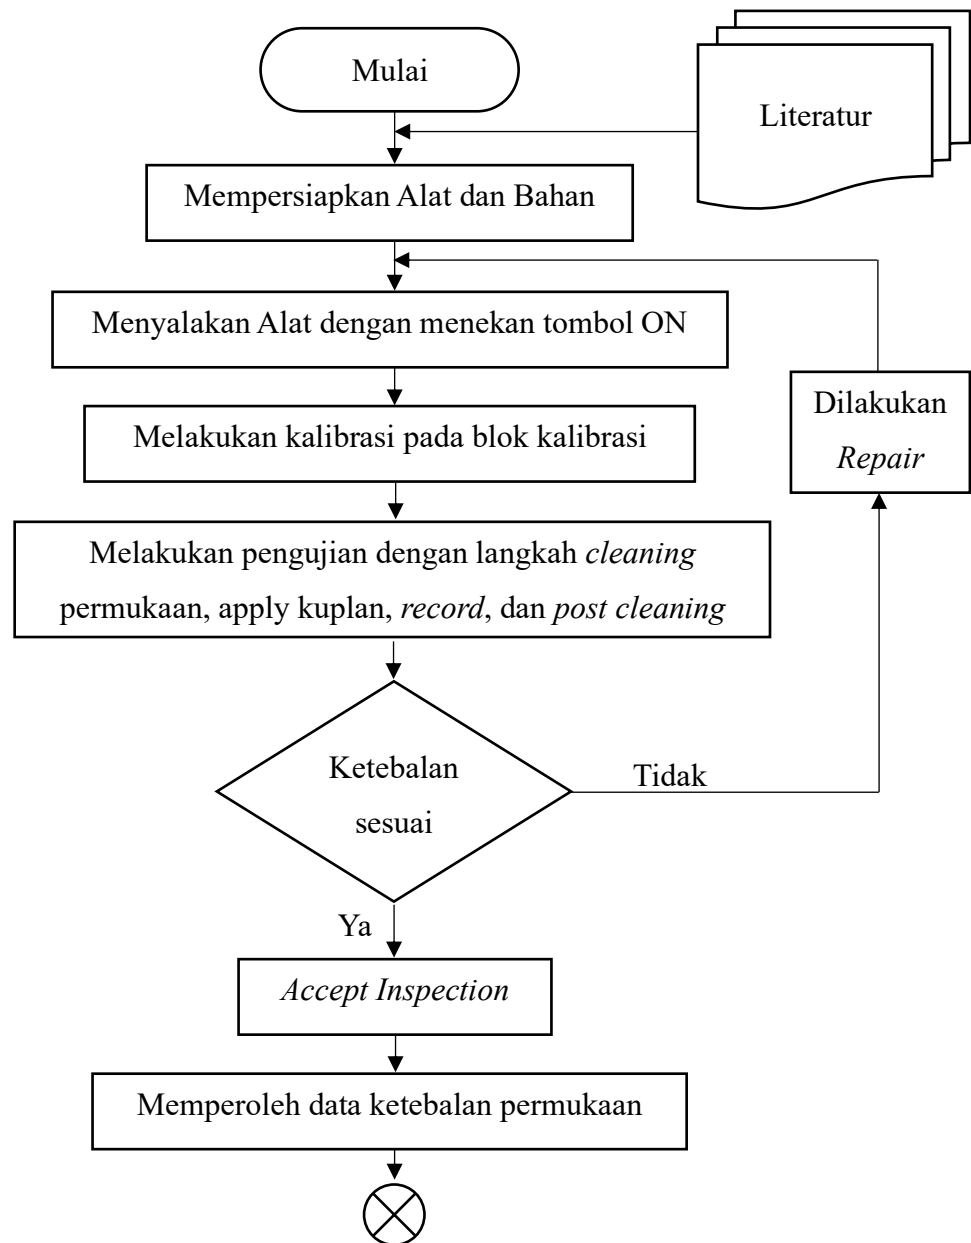 Mulai
Literatur
Mempersiapkan Alat dan Bahan
Menyalakan Alat dengan menekan tombol ON
Dilakukan
Repair
Melakukan kalibrasi pada blok kalibrasi
Melakukan pengujian dengan langkah cleaning
permukaan, apply kuplan, record, dan post cleaning
Ketebalan
sesuai
Tidak
Ya
Accept Inspection
Memperoleh data ketebalan permukaan